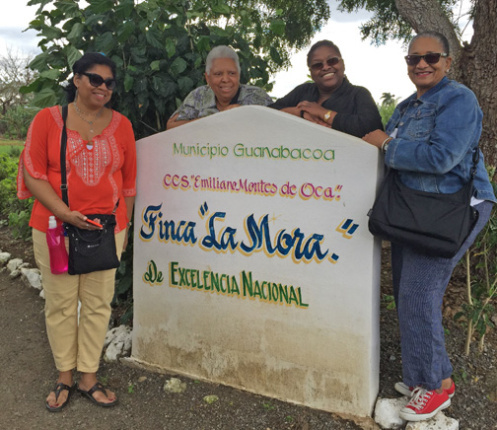 Municipio Guanabacoa
CCS. "Emiliano Montes de Oca".
Finca "La Mora."
De Excelencia Nacional